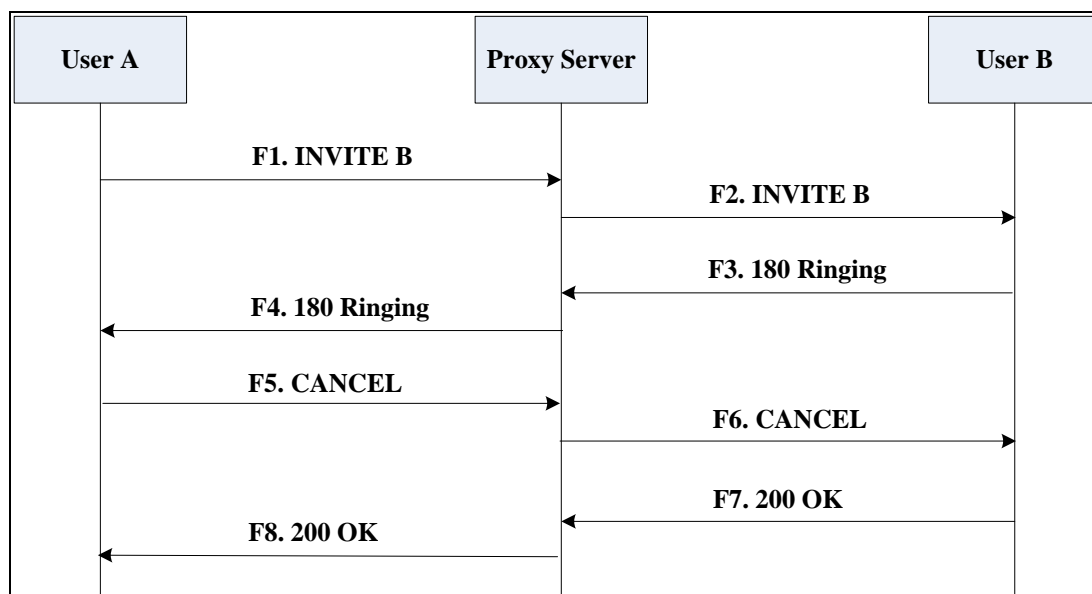 User A
Proxy Server
User B
F1. INVITE B
F2. INVITE B
F3. 180 Ringing
F4. 180 Ringing
F5. CANCEL
F6. CANCEL
F7. 200 OK
F8. 200 OK